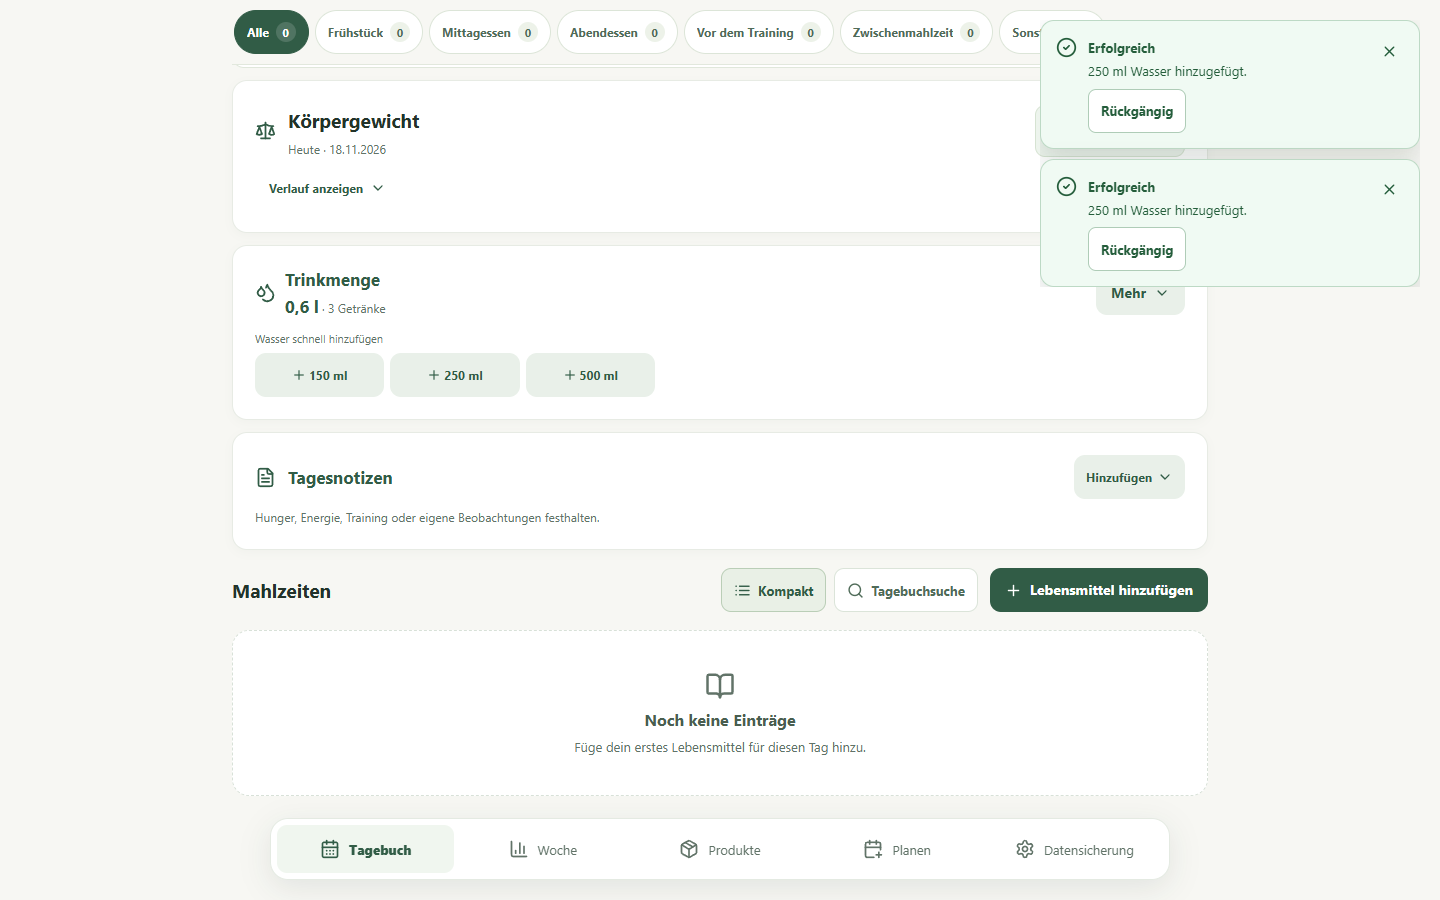 Alle 0
Frühstück 0
Mittagessen 0
Abendessen 0
Vor dem Training 0
Zwischenmahlzeit 0
Erfolgreich
250 ml Wasser hinzugefügt.
Rückgängig
Erfolgreich
250 ml Wasser hinzugefügt.
Rückgängig
Körpergewicht
Heute · 18.11.2026
Verlauf anzeigen
Trinkmenge
0,6 l · 3 Getränke
Mehr
Wasser schnell hinzufügen
+ 150 ml
+ 250 ml
+ 500 ml
Tagesnotizen
Hinzufügen
Hunger, Energie, Training oder eigene Beobachtungen festhalten.
Mahlzeiten
Kompakt
Tagebuchsuche
+ Lebensmittel hinzufügen
Noch keine Einträge
Füge dein erstes Lebensmittel für diesen Tag hinzu.
Tagebuch
Woche
Produkte
Planen
Datensicherung